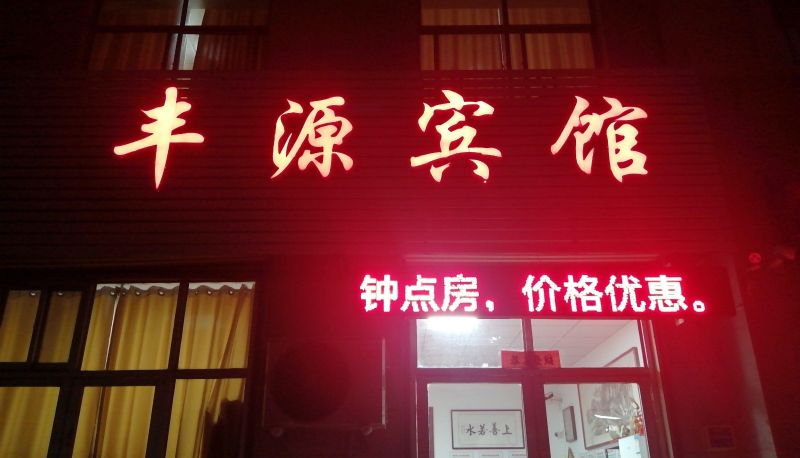 丰源宾馆
钟点房，价格优惠。
上善若水